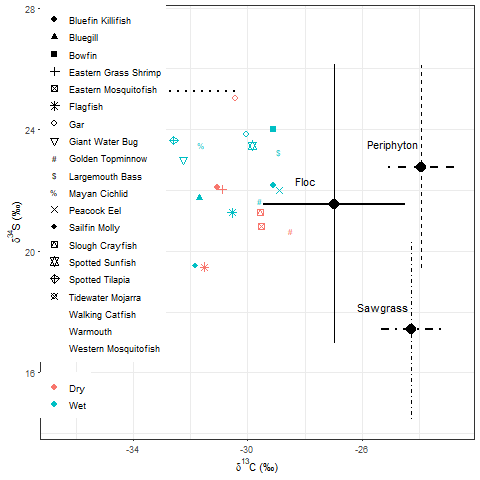 28
24
20
16
δ34S (‰)
Bluefin Killifish
Bluegill
Bowfin
Eastern Grass Shrimp
Eastern Mosquitofish
Flagfish
Gar
Giant Water Bug
# Golden Topminnow
$ Largemouth Bass
% Mayan Cichlid
Peacock Eel
Sailfin Molly
Slough Crayfish
Spotted Sunfish
Spotted Tilapia
Tidewater Mojarra
Walking Catfish
Warmouth
Western Mosquitofish
Dry
Wet
%
$
#
#
Periphyton
Floc
Sawgrass
-34
-30
-26
δ13C (‰)